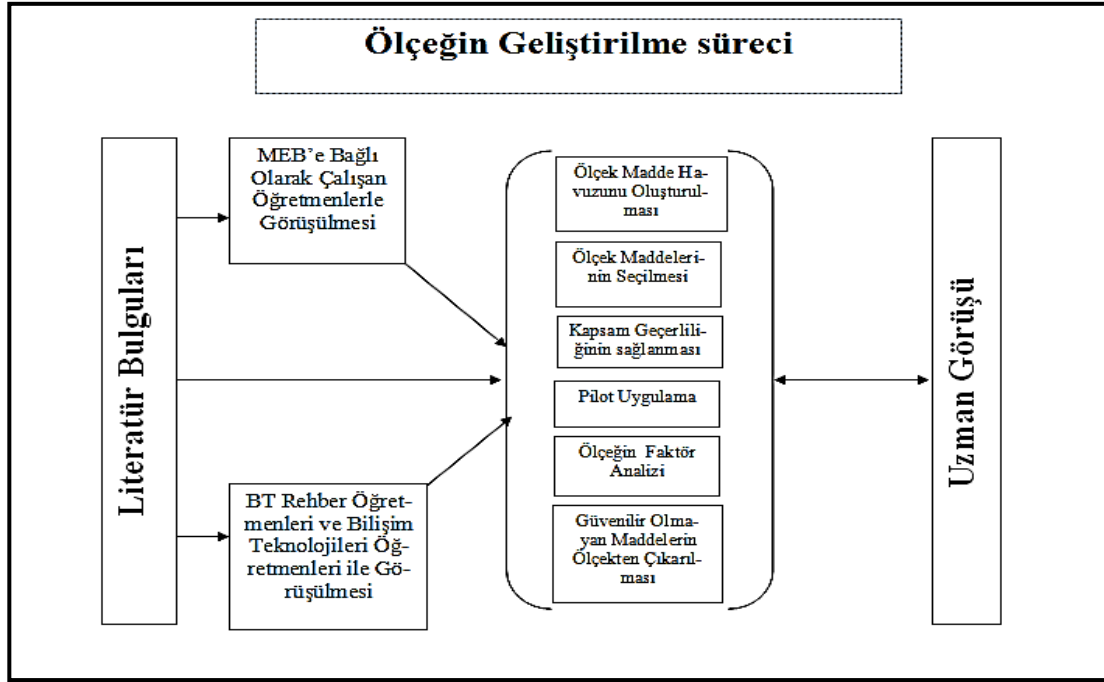 Ölçeğin Geliştirilme süreci
Literatür Bulguları
MEB'e Bağlı
Olarak Çalışan
Öğretmenlerle
Görüşülmesi
BT Rehber Öğret-
menleri ve Bilişim
Teknolojileri Öğ-
retmenleri ile Gö-
rüşülmesi
Ölçek Madde Ha-
vuzunu Oluşturul-
ması
Ölçek Maddeleri-
nin Seçilmesi
Kapsam Geçerlili-
ğinin sağlanması
Pilot Uygulama
Ölçeğin Faktör
Analizi
Güvenilir Olma-
yan Maddelerin
Ölçekten Çıkarıl-
ması
Uzman Görüşü